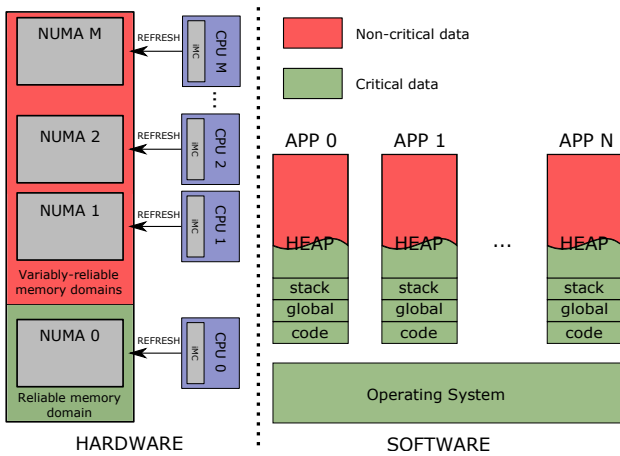 NUMA M
REFRESH
iMC
CPU M
...
NUMA 2
REFRESH
iMC
CPU 2
NUMA 1
REFRESH
iMC
CPU 1
Variably-reliable
memory domains
NUMA 0
REFRESH
iMC
CPU 0
Reliable memory
domain
HARDWARE
Non-critical data
Critical data
APP 0
APP 1
APP N
HEAP
HEAP
...
HEAP
stack
stack
stack
global
global
global
code
code
code
Operating System
SOFTWARE